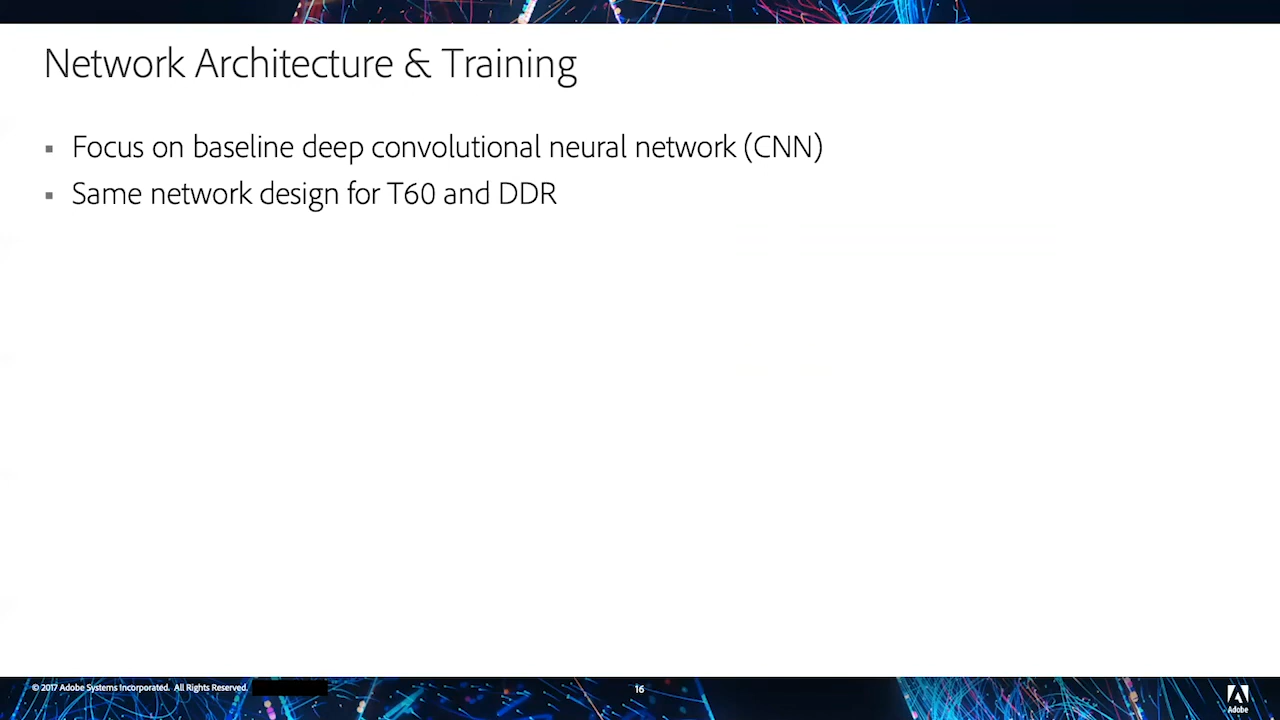 Network Architecture & Training
▪ Focus on baseline deep convolutional neural network (CNN)
▪ Same network design for T60 and DDR
© 2017 Adobe Systems Incorporated. All Rights Reserved.
16
Adobe